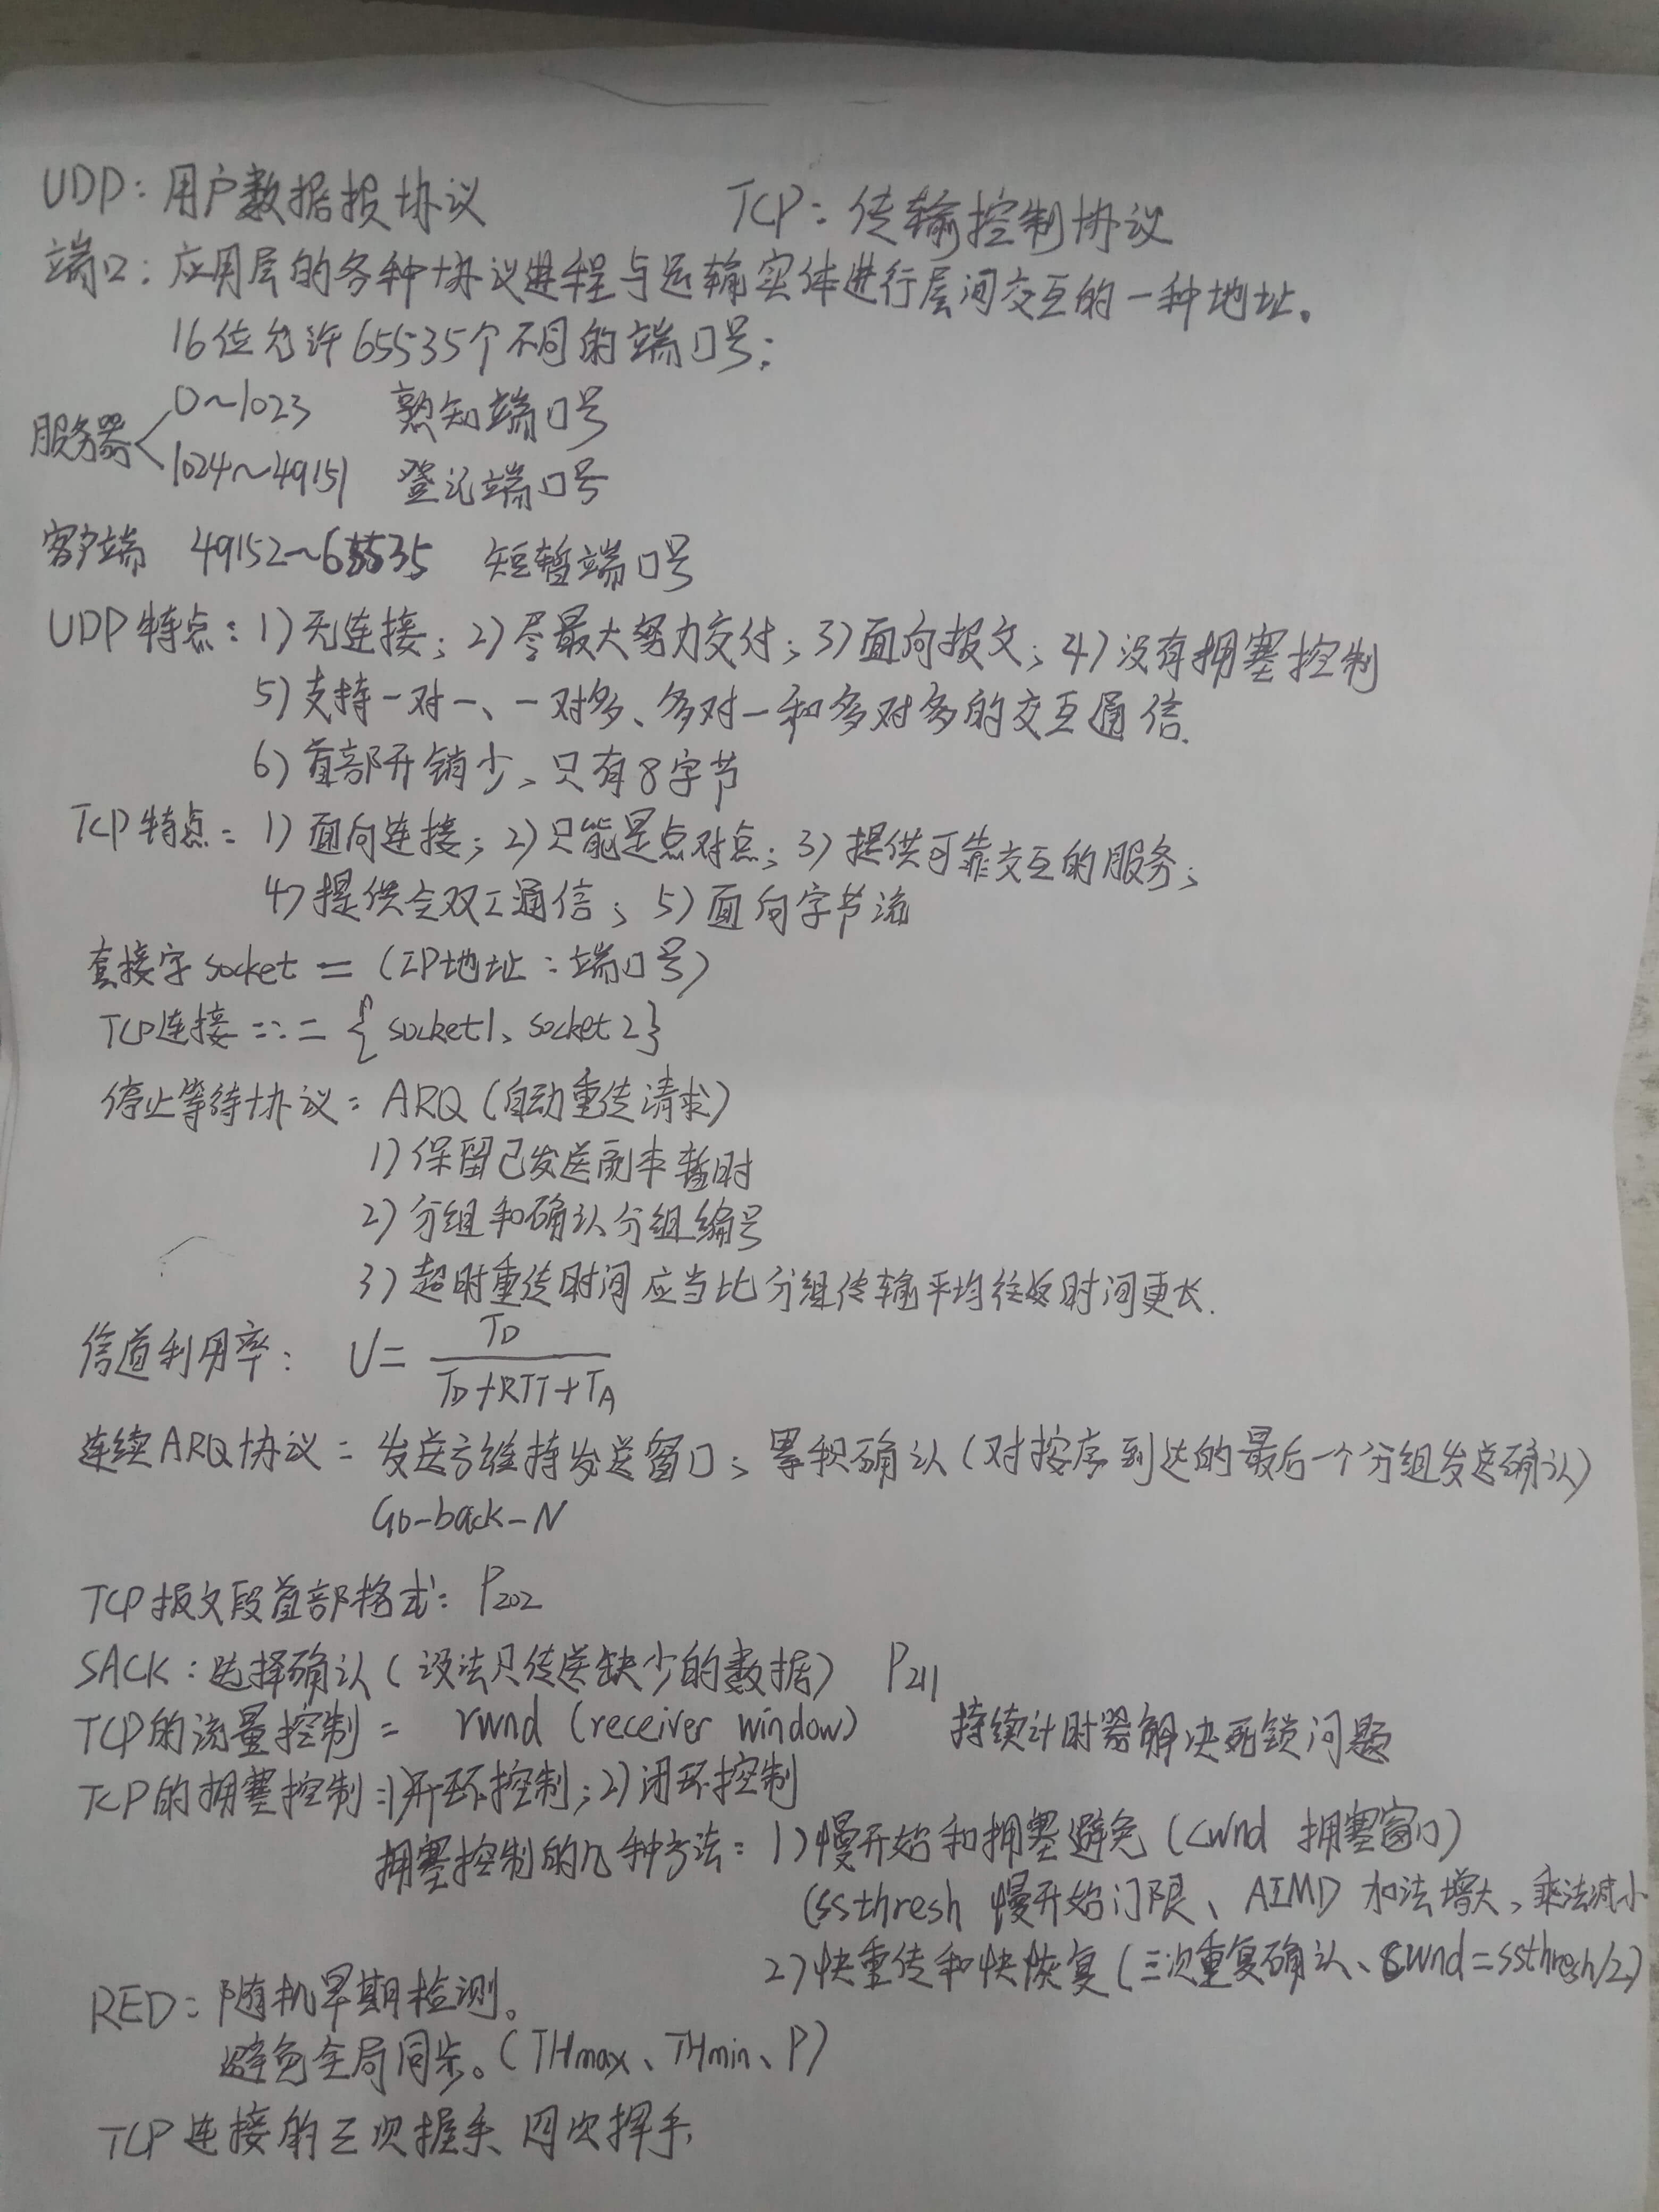 UDP：用户数据报协议 TCP：传输控制协议
端口：应用层的各种协议进程与运输实体进行层间交互的一种地址。
16位允许65535个不同的端口号；
服务器 0～1023 熟知端口号
1024～49151 登记端口号
客户端 49152～65535 短暂端口号
UDP特点：1）无连接；2）尽最大努力交付；3）面向报文；4）没有拥塞控制
5）支持一对一、一对多、多对一和多对多的交互通信.
6）首部开销少、只有8字节
TCP特点：1）面向连接；2）只能是点对点；3）提供可靠交互的服务；
4）提供全双工通信；5）面向字节流
套接字 socket =（IP地址：端口号）
TCP连接 ::= { socket1、socket2 }
停止等待协议：ARQ（自动重传请求）
1）保留已发送副本暂时
2）分组和确认分组编号
3）超时重传时间应当比分组传输平均往返时间更长.
信道利用率： U = TD / (TD+RTT+TA)
连续ARQ协议：发送方维持发送窗口；累积确认（对按序到达的最后一个分组发送确认）
Go-back-N
TCP报文段首部格式：P202
SACK：选择确认（设法只传送缺少的数据） P211
TCP的流量控制： rwnd（receiver window） 持续计时器解决死锁问题
TCP的拥塞控制：1）开环控制；2）闭环控制
拥塞控制的几种方法：1）慢开始和拥塞避免（cwnd 拥塞窗口）
（ssthresh 慢开始门限、AIMD 加法增大、乘法减小
2）快重传和快恢复（三次重复确认、cwnd=ssthresh/2）
RED：随机早期检测。
避免全局同步。（THmax、THmin、P）
TCP连接的三次握手、四次挥手、